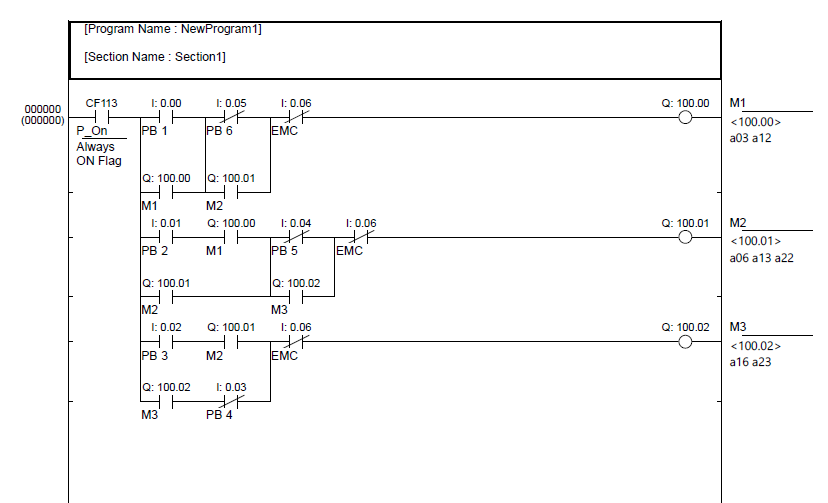 [Program Name : NewProgram1]
[Section Name : Section1]
000000
(000000)
CF113 I: 0.00 I: 0.05 I: 0.06 Q: 100.00 M1
P_On PB 1 PB 6 EMC <100.00>
Always a03 a12
ON Flag
Q: 100.00 Q: 100.01
M1 M2
I: 0.01 Q: 100.00 I: 0.04 I: 0.06 Q: 100.01 M2
PB 2 M1 PB 5 EMC <100.01>
a06 a13 a22
Q: 100.01 Q: 100.02
M2 M3
I: 0.02 Q: 100.01 I: 0.06 Q: 100.02 M3
PB 3 M2 EMC <100.02>
a16 a23
Q: 100.02 I: 0.03
M3 PB 4